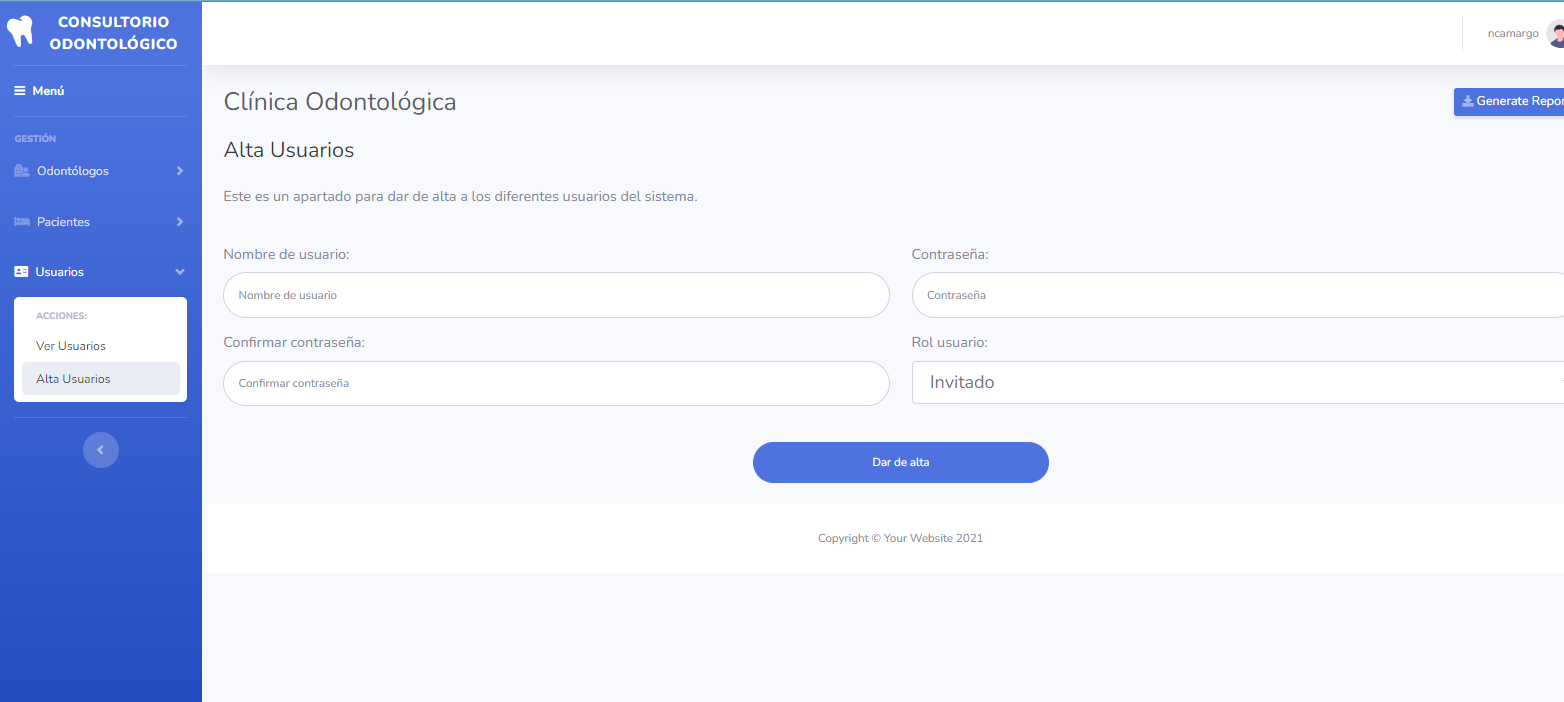 CONSULTORIO
ODONTOLÓGICO
ncamargo
Menú
Clínica Odontológica
Generate Repor
GESTIÓN
Alta Usuarios
Odontólogos
Este es un apartado para dar de alta a los diferentes usuarios del sistema.
Pacientes
Nombre de usuario:
Contraseña:
Usuarios
Nombre de usuario
Contraseña
ACCIONES:
Ver Usuarios
Confirmar contraseña:
Rol usuario:
Alta Usuarios
Confirmar contraseña
Invitado
Dar de alta
Copyright © Your Website 2021